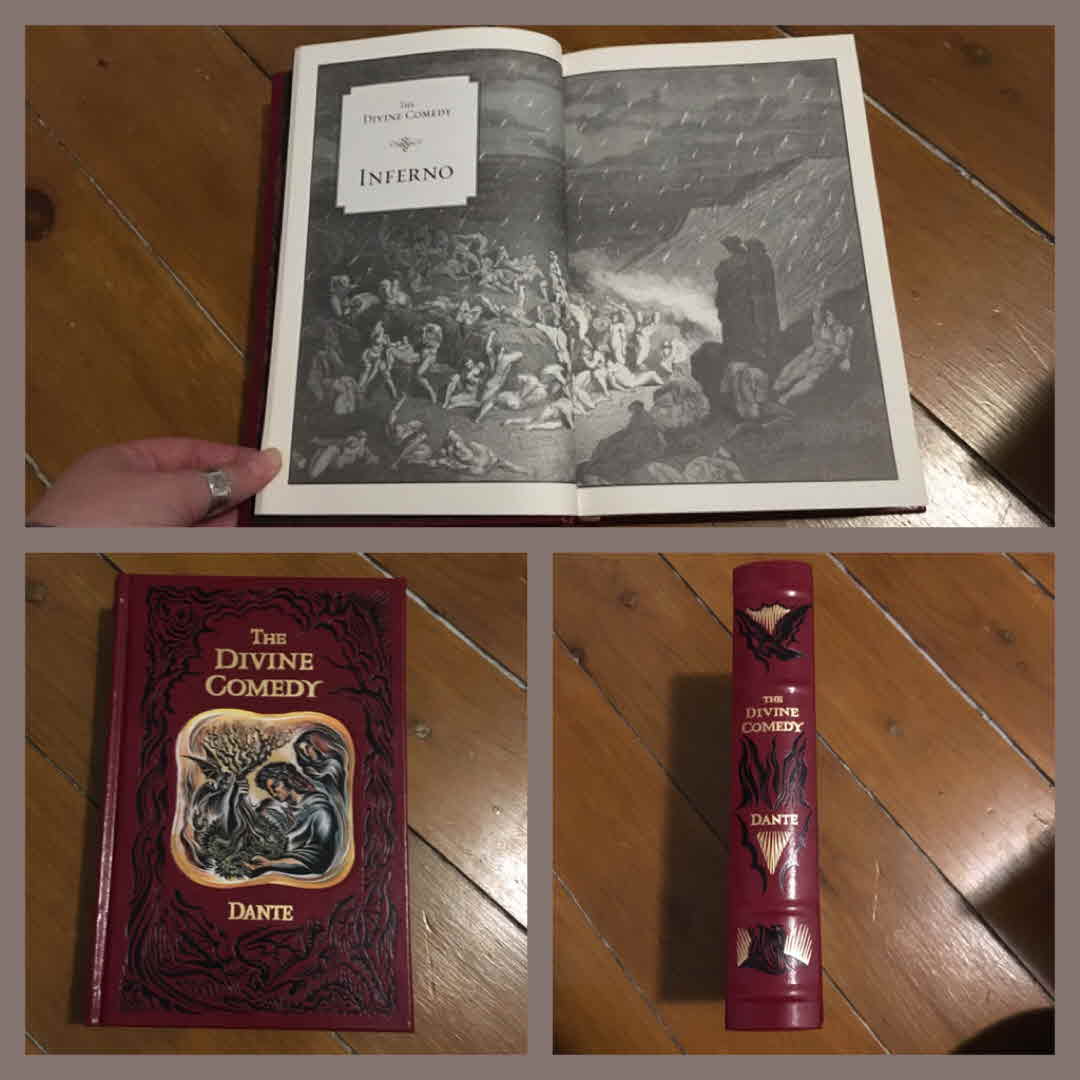 THE
DIVINE COMEDY
INFERNO
THE
DIVINE
COMEDY
DANTE
THE
DIVINE
COMEDY
DANTE